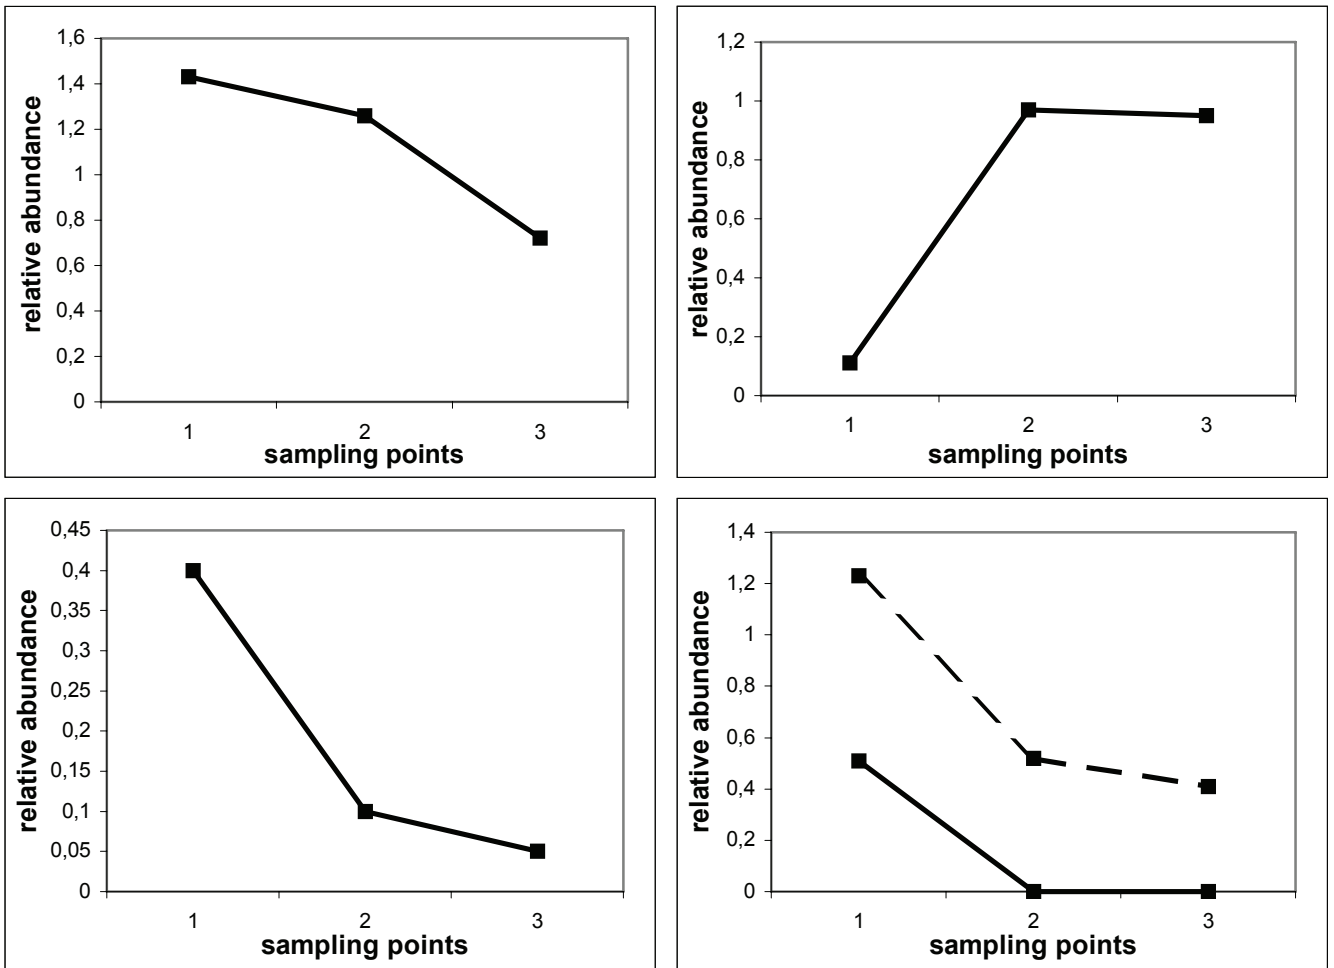 1,6
1,4
1,2
1
0,8
0,6
0,4
0,2
0
relative abundance
1 2 3
sampling points
1,2
1
0,8
0,6
0,4
0,2
0
relative abundance
1 2 3
sampling points
0,45
0,4
0,35
0,3
0,25
0,2
0,15
0,1
0,05
0
relative abundance
1 2 3
sampling points
1,4
1,2
1
0,8
0,6
0,4
0,2
0
relative abundance
1 2 3
sampling points